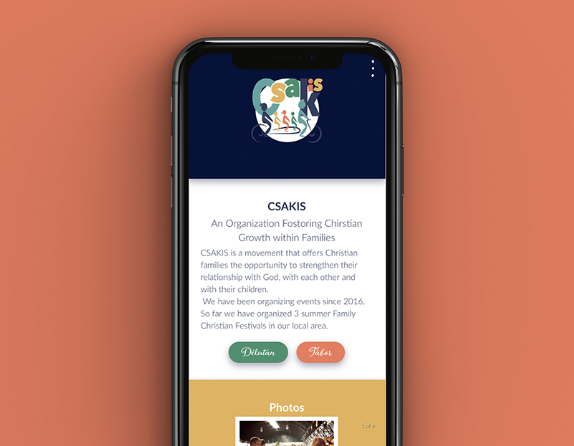 Csakis
CSAKIS
An Organization Fostoring Chirstian
Growth within Families
CSAKIS is a movement that offers Christian
families the opportunity to strengthen their
relationship with God, with each other and
with their children.
We have been organizing events since 2016.
So far we have organized 3 summer Family
Christian Festivals in our local area.
Délután Tábor
Photos